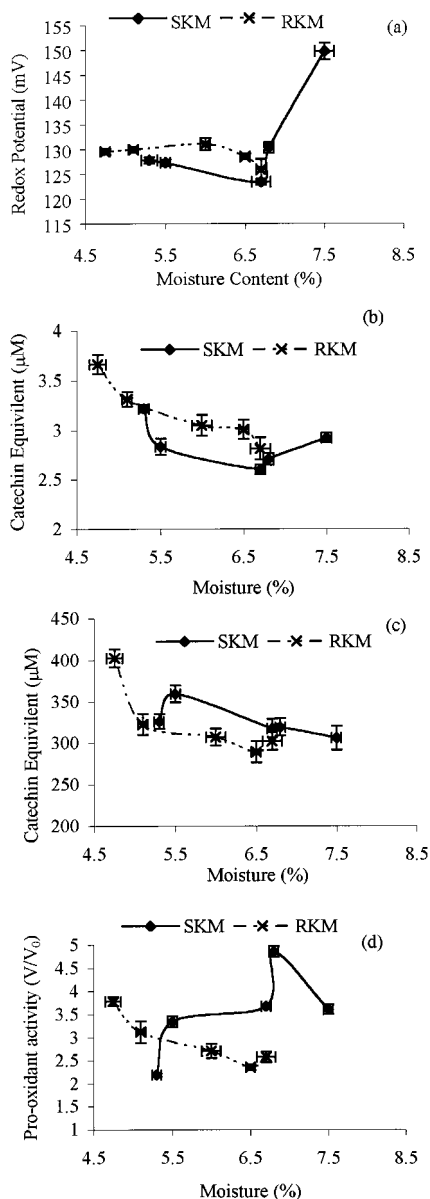 SKM RKM (a)
Redox Potential (mV)
155
150
145
140
135
130
125
120
115
4.5 5.5 6.5 7.5 8.5
Moisture Content (%)
(b)
SKM RKM
Catechin Equivilent (μM)
4
3.5
3
2.5
2
4.5 5.5 6.5 7.5 8.5
Moisture (%)
(c)
SKM RKM
Catechin Equivilent (μM)
450
400
350
300
250
200
4.5 5.5 6.5 7.5 8.5
Moisture (%)
SKM RKM (d)
Pro-oxidant activity (V/V₀)
5
4.5
4
3.5
3
2.5
2
1.5
1
4.5 5.5 6.5 7.5 8.5
Moisture (%)